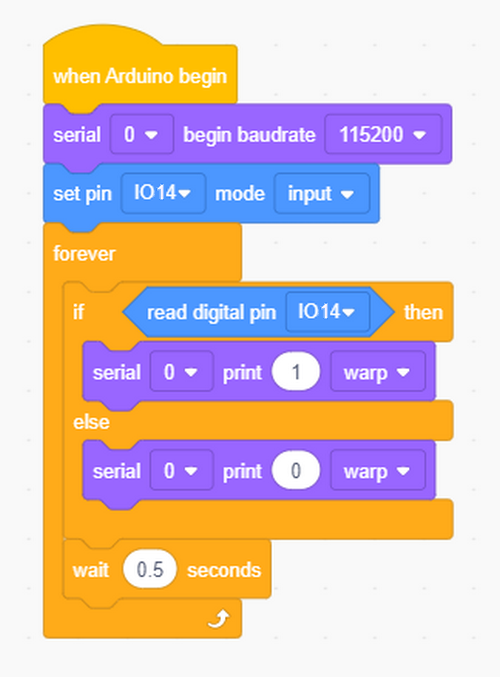 when Arduino begin
serial 0 begin baudrate 115200
set pin IO14 mode input
forever
if read digital pin IO14 then
serial 0 print 1 warp
else
serial 0 print 0 warp
wait 0.5 seconds